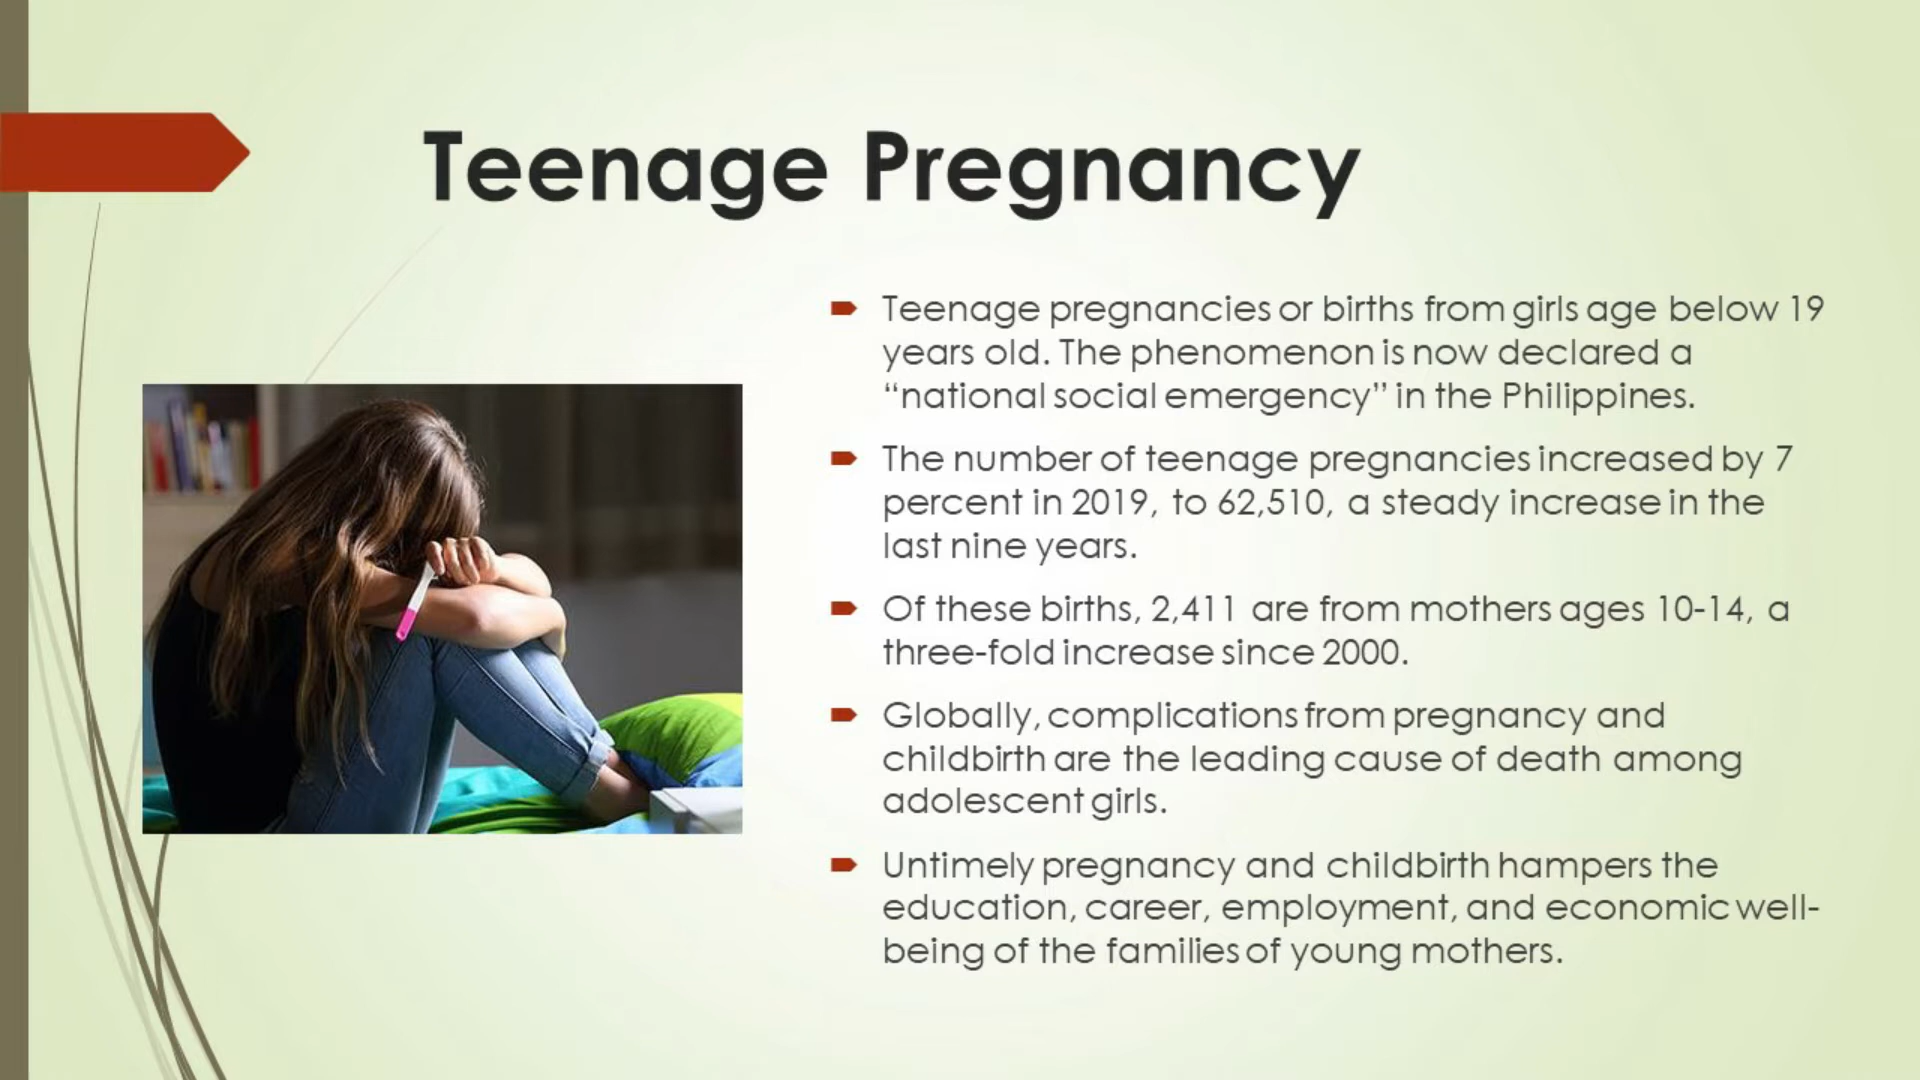 Teenage Pregnancy
Teenage pregnancies or births from girls age below 19
years old. The phenomenon is now declared a
“national social emergency” in the Philippines.
The number of teenage pregnancies increased by 7
percent in 2019, to 62,510, a steady increase in the
last nine years.
Of these births, 2,411 are from mothers ages 10-14, a
three-fold increase since 2000.
Globally, complications from pregnancy and
childbirth are the leading cause of death among
adolescent girls.
Untimely pregnancy and childbirth hampers the
education, career, employment, and economic well-
being of the families of young mothers.